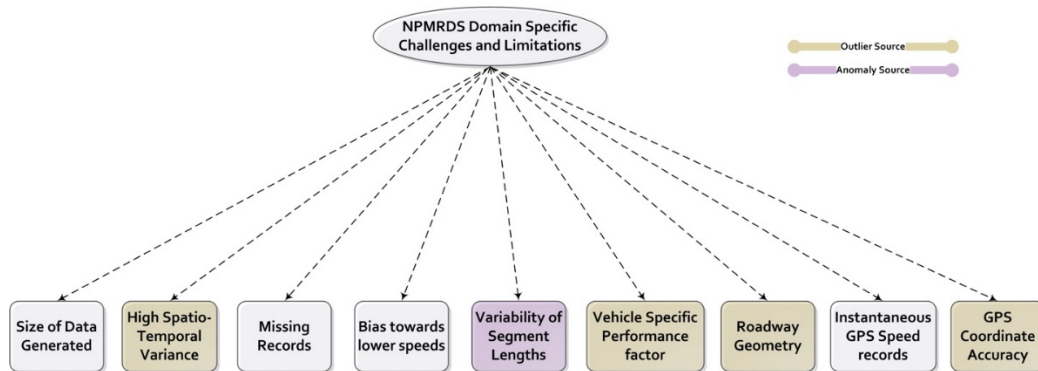 NPMRDS Domain Specific
Challenges and Limitations
Outlier Source
Anomaly Source
Size of Data
Generated
High Spatio-
Temporal
Variance
Missing
Records
Bias towards
lower speeds
Variability of
Segment
Lengths
Vehicle Specific
Performance
factor
Roadway
Geometry
Instantaneous
GPS Speed
records
GPS
Coordinate
Accuracy